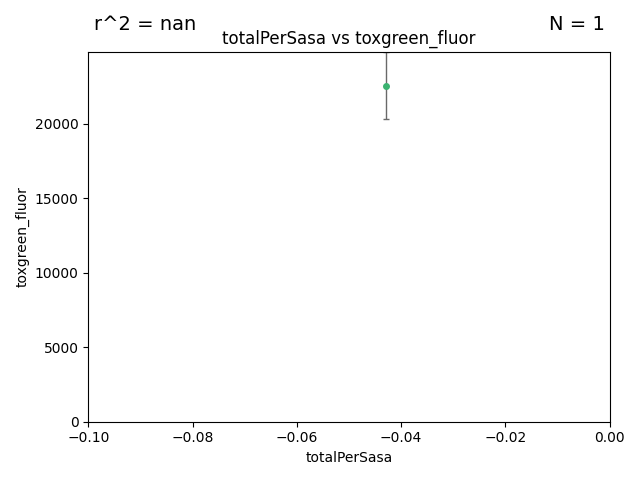 r^2 = nan
N = 1
totalPerSasa vs toxgreen_fluor
20000
15000
10000
5000
0
toxgreen_fluor
−0.10
−0.08
−0.06
−0.04
−0.02
0.00
totalPerSasa